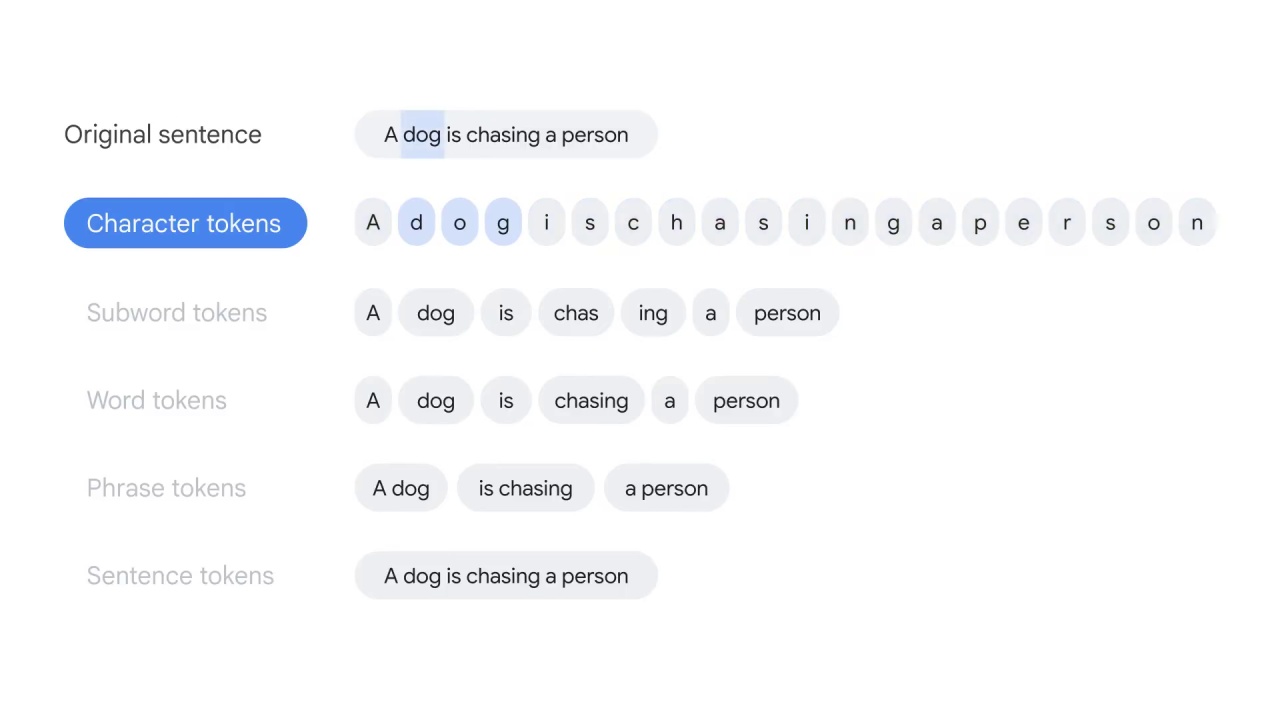 Original sentence A dog is chasing a person
Character tokens A d o g i s c h a s i n g a p e r s o n
Subword tokens A dog is chas ing a person
Word tokens A dog is chasing a person
Phrase tokens A dog is chasing a person
Sentence tokens A dog is chasing a person